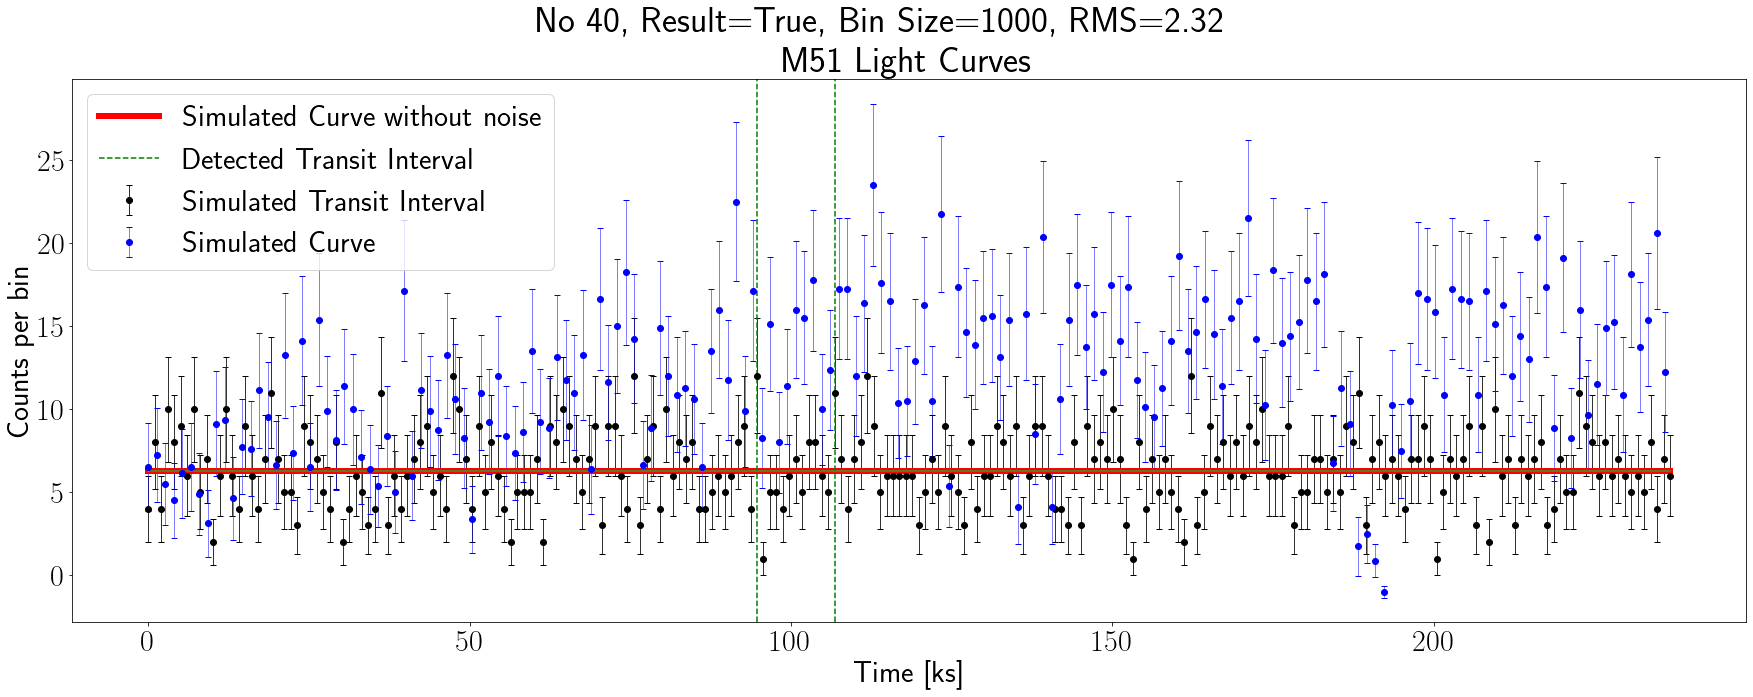 No 40, Result=True, Bin Size=1000, RMS=2.32
M51 Light Curves
Simulated Curve without noise
Detected Transit Interval
Simulated Transit Interval
Simulated Curve
Counts per bin
25
20
15
10
5
0
0 50 100 150 200
Time [ks]